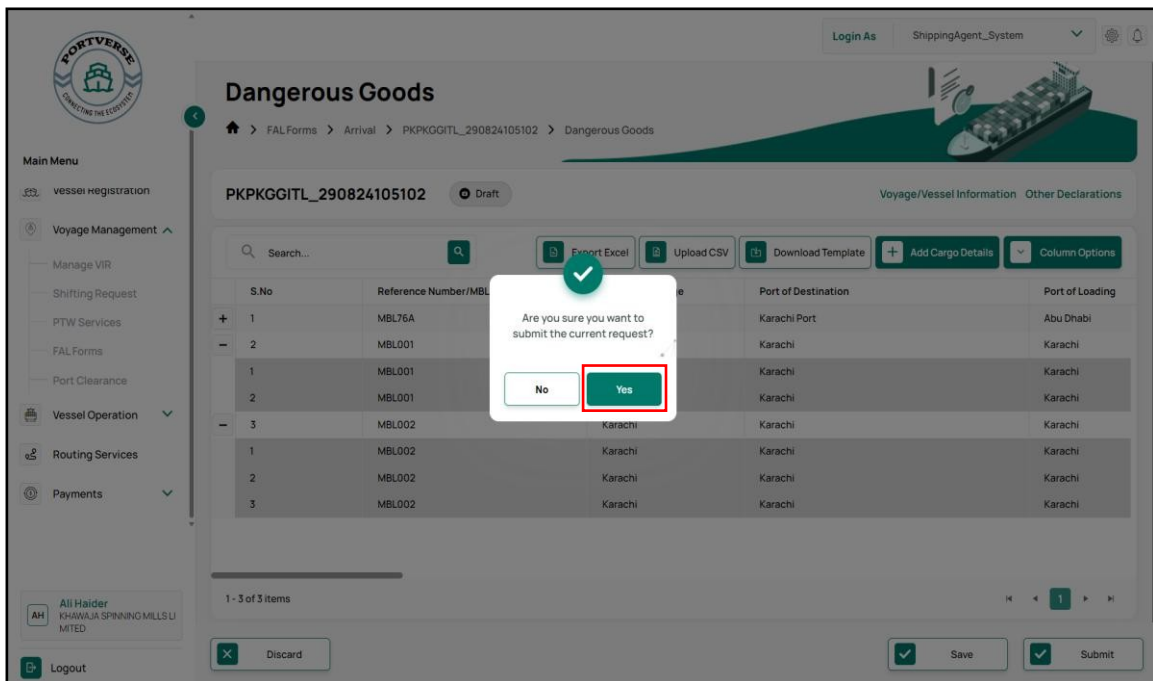 PORTVERSE
CONNECTING THE ECOSYSTEM
Login As ShippingAgent_System
Dangerous Goods
> FAL Forms > Arrival > PKPKGGITL_290824105102 > Dangerous Goods
Main Menu
Vessel Registration
PKPKGGITL_290824105102 Draft Voyage/Vessel Information Other Declarations
Voyage Management
Manage VIR
Shifting Request
PTW Services
FAL Forms
Port Clearance
Vessel Operation
Routing Services
Payments
Search... Export Excel Upload CSV Download Template + Add Cargo Details Column Options
S.No Reference Number/MBL e Port of Destination Port of Loading
+ 1 MBL76A Karachi Port Abu Dhabi
− 2 MBL001 Karachi Karachi
1 MBL001 Karachi Karachi
2 MBL001 Karachi Karachi
− 3 MBL002 Karachi Karachi Karachi
1 MBL002 Karachi Karachi Karachi
2 MBL002 Karachi Karachi Karachi
3 MBL002 Karachi Karachi Karachi
Are you sure you want to
submit the current request?
No Yes
1 - 3 of 3 items 1
AH Ali Haider
KHAWAJA SPINNING MILLS LI
MITED
Logout
Discard Save Submit